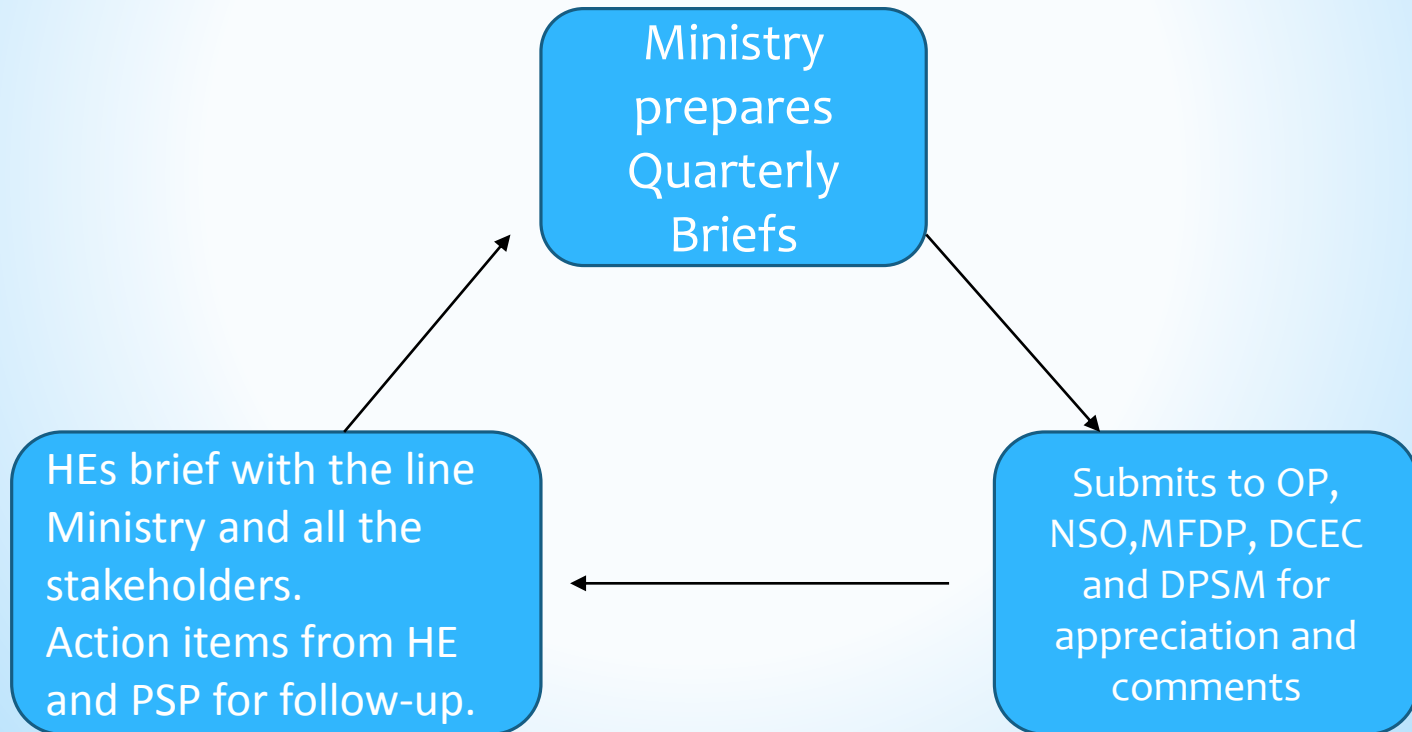 Ministry
prepares
Quarterly
Briefs
HEs brief with the line
Ministry and all the
stakeholders.
Action items from HE
and PSP for follow-up.
Submits to OP,
NSO,MFDP, DCEC
and DPSM for
appreciation and
comments